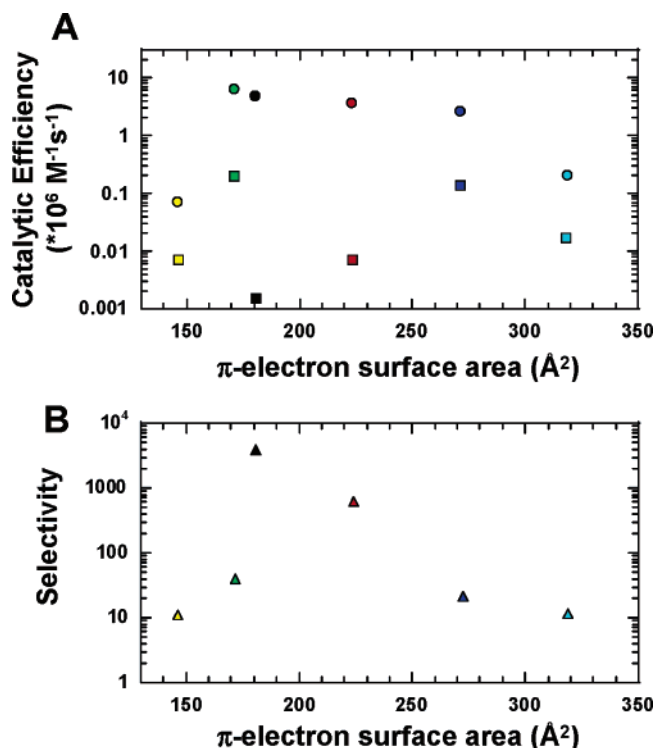 A
Catalytic Efficiency
(*10⁶ M⁻¹s⁻¹)
10
1
0.1
0.01
0.001
150 200 250 300 350
π-electron surface area (Å²)
B
Selectivity
10⁴
1000
100
10
1
150 200 250 300 350
π-electron surface area (Å²)